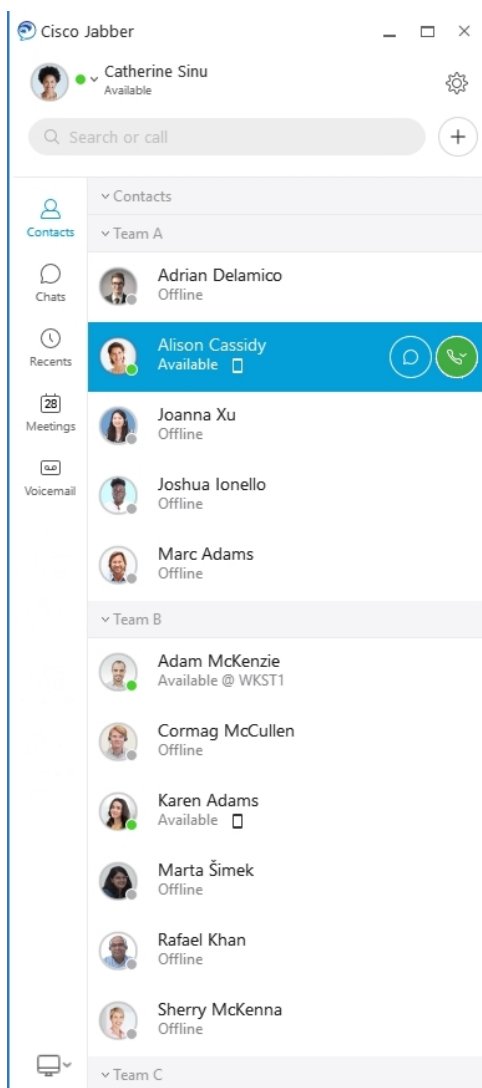 Cisco Jabber
Catherine Sinu
Available
Search or call
Contacts
Chats
Recents
28
Meetings
Voicemail
Contacts
Team A
Adrian Delamico
Offline
Alison Cassidy
Available
Joanna Xu
Offline
Joshua Ionello
Offline
Marc Adams
Offline
Team B
Adam McKenzie
Available @ WKST1
Cormag McCullen
Offline
Karen Adams
Available
Marta Šimek
Offline
Rafael Khan
Offline
Sherry McKenna
Offline
Team C